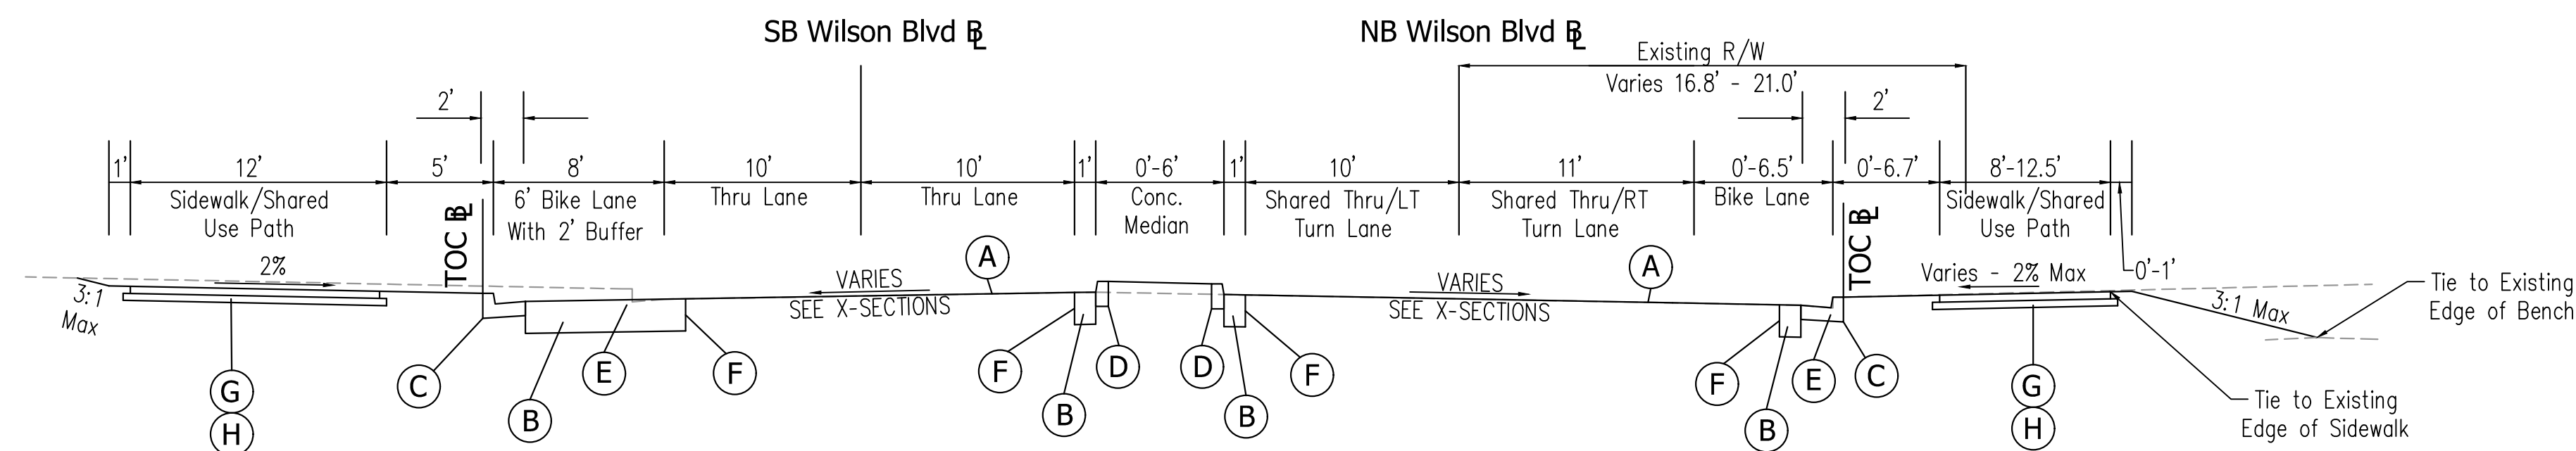 SB Wilson Blvd BL
NB Wilson Blvd BL
Existing R/W
Varies 16.8' - 21.0'
2'
2'
1'
12'
5'
8'
10'
10'
1'
0'-6'
1'
10'
11'
0'-6.5'
0'-6.7'
8'-12.5'
Sidewalk/Shared
Use Path
6' Bike Lane
With 2' Buffer
Thru Lane
Thru Lane
Conc.
Median
Shared Thru/LT
Turn Lane
Shared Thru/RT
Turn Lane
Bike Lane
Sidewalk/Shared
Use Path
TOC BL
TOC BL
0'-1'
2%
3:1
Max
VARIES
SEE X-SECTIONS
A
VARIES
SEE X-SECTIONS
A
Varies - 2% Max
3:1 Max
Tie to Existing
Edge of Bench
Tie to Existing
Edge of Sidewalk
G
H
C
B
E
F
F
B
D
D
B
F
F
B
E
C
G
H